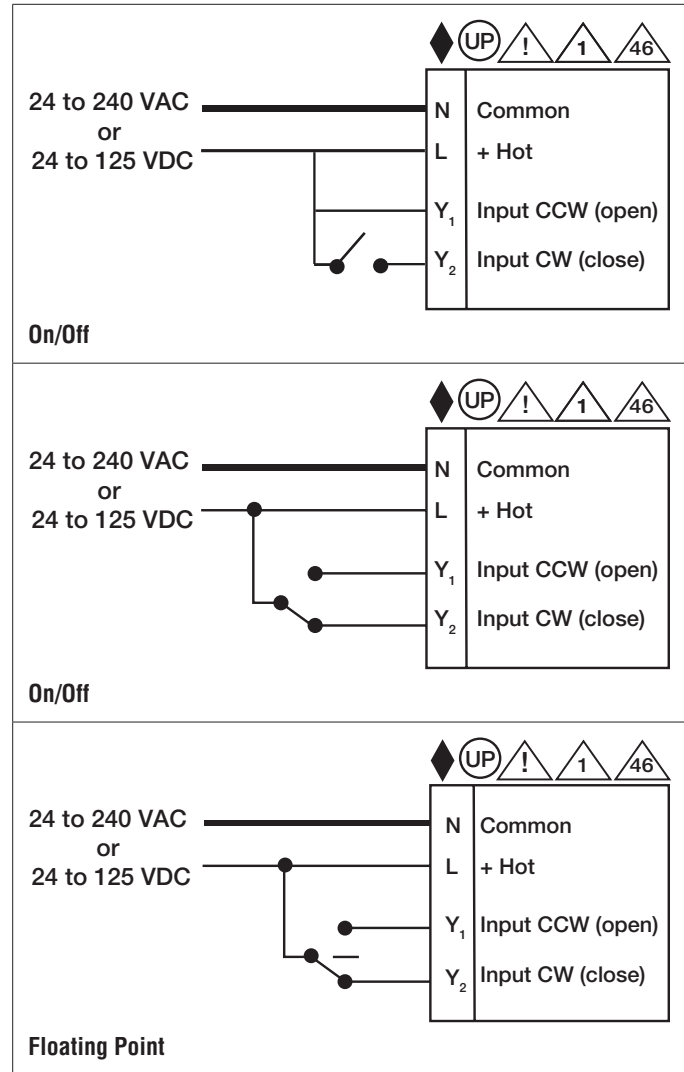 UP ! 1 46
24 to 240 VAC
or
24 to 125 VDC
N Common
L + Hot
Y1 Input CCW (open)
Y2 Input CW (close)
On/Off
UP ! 1 46
24 to 240 VAC
or
24 to 125 VDC
N Common
L + Hot
Y1 Input CCW (open)
Y2 Input CW (close)
On/Off
UP ! 1 46
24 to 240 VAC
or
24 to 125 VDC
N Common
L + Hot
Y1 Input CCW (open)
Y2 Input CW (close)
Floating Point